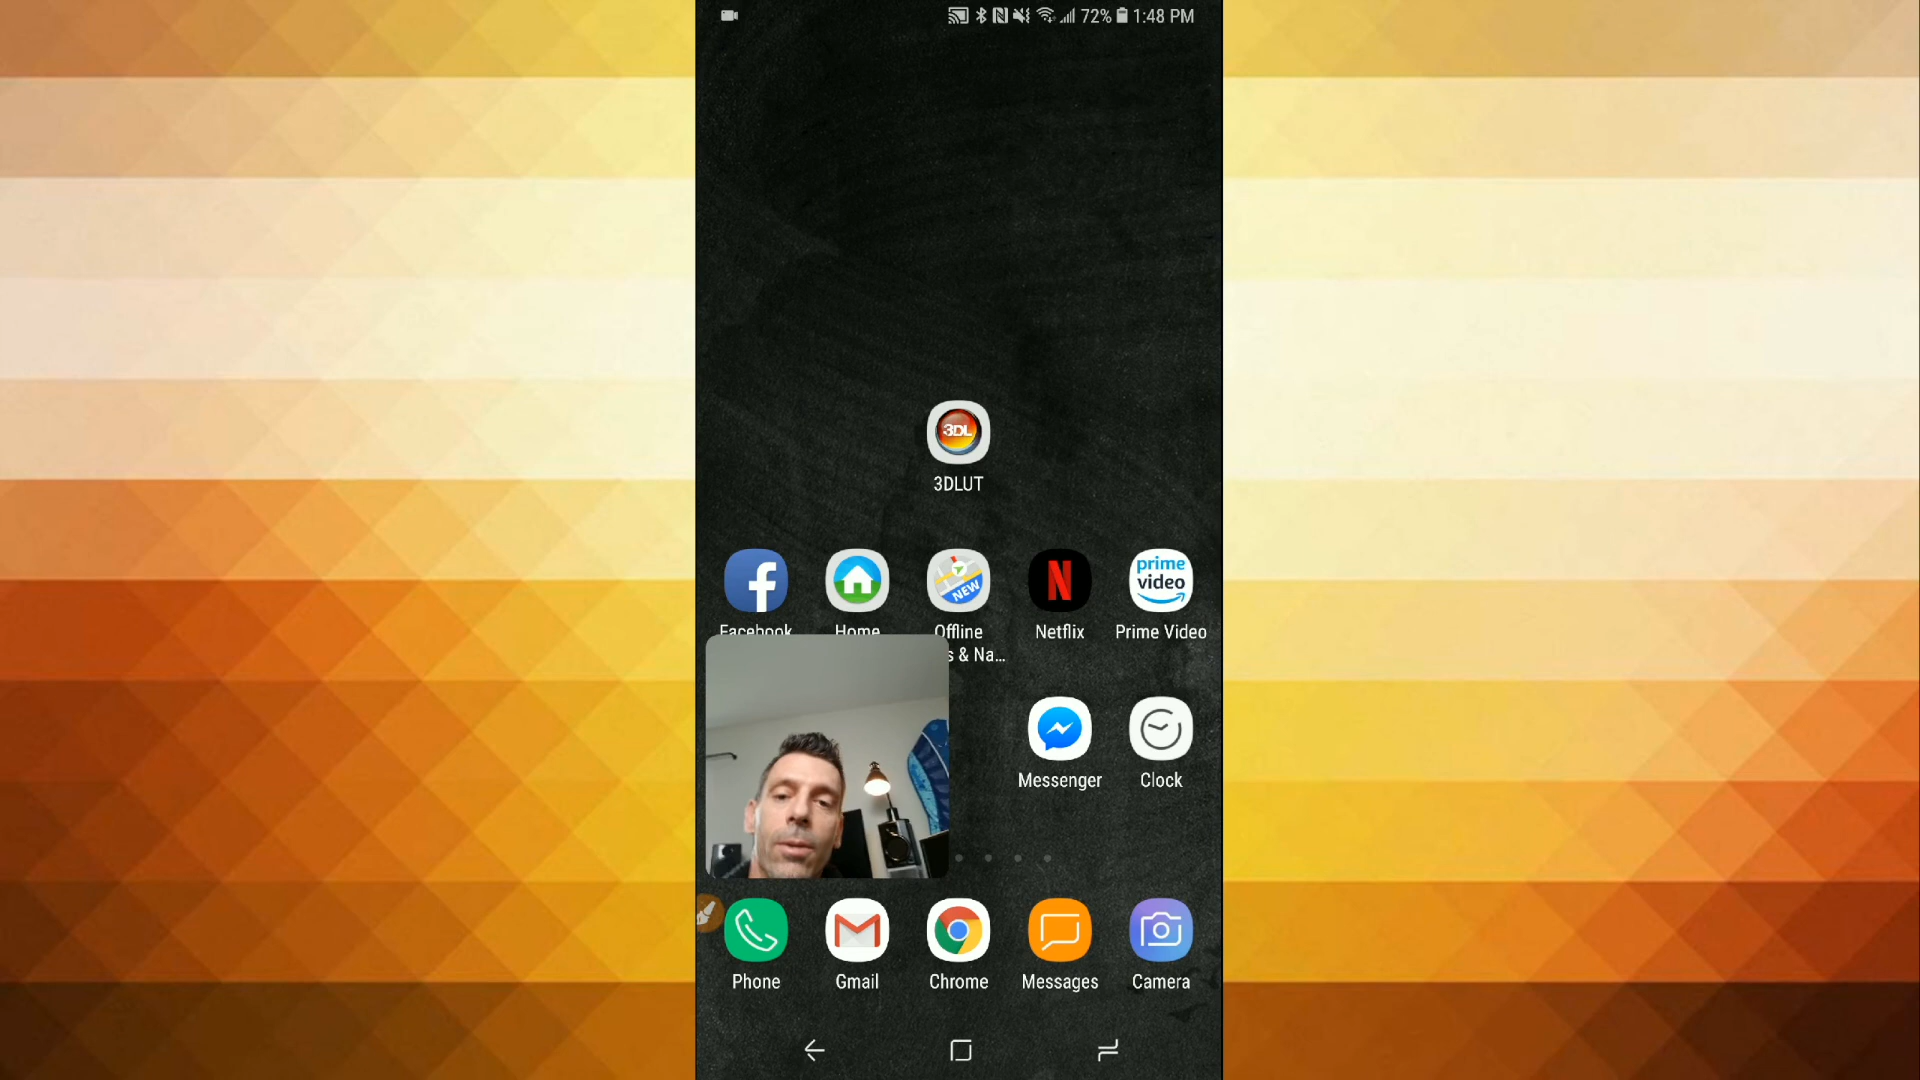 72% 1:48 PM
3DL
3DLUT
NEW
N
prime
video
Facebook Home Offline Netflix Prime Video
s & Na...
Messenger Clock
Phone Gmail Chrome Messages Camera